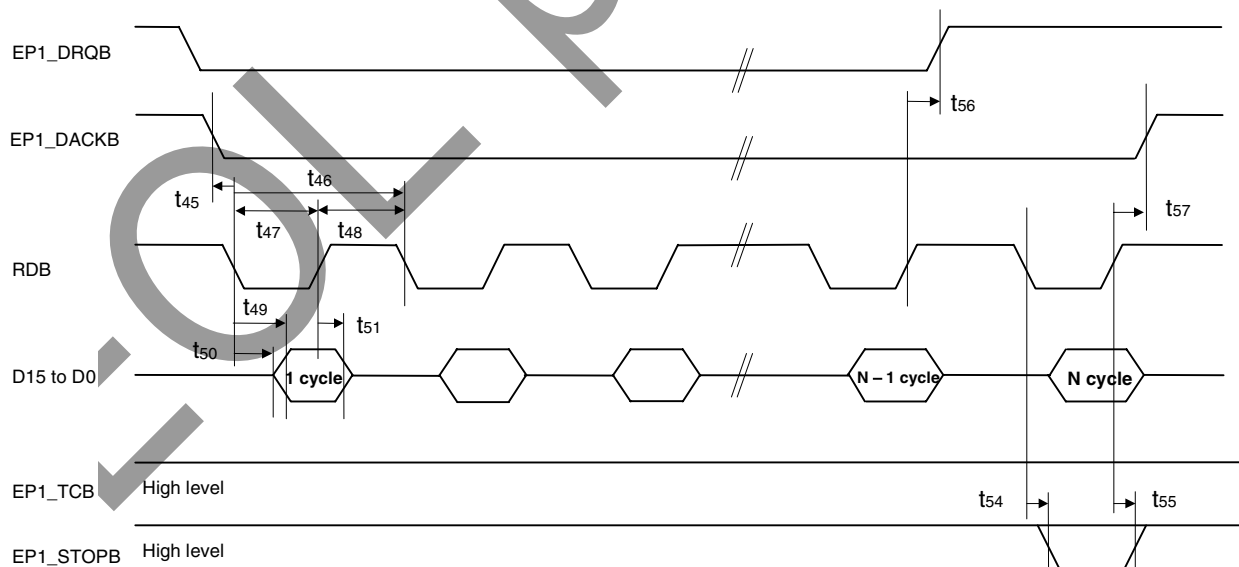 EP1_DRQB
t56
EP1_DACKB
t46
t45
t47
t48
t57
RDB
t49
t51
t50
D15 to D0
1 cycle
N – 1 cycle
N cycle
EP1_TCB
High level
t54
t55
EP1_STOPB
High level